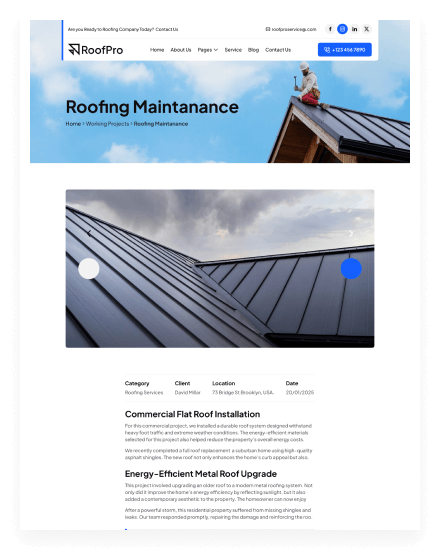 Are you Ready to Roofing Company Today? Contact Us
roofproservice@.com
RoofPro
Home About Us Pages Service Blog Contact Us
+123 456 7890
Roofing Maintanance
Home > Working Projects > Roofing Maintanance
Category Client Location Date
Roofing Services David Millar 73 Bridge St Brooklyn, USA. 20/01/2025
Commercial Flat Roof Installation
For this commercial project, we installed a durable roof system designed withstand
heavy foot traffic and extreme weather conditions. The energy-efficient materials
selected for this project also helped reduce the property's overall energy costs.
We recently completed a full roof replacement a suburban home using high-quality
asphalt shingles. The new roof not only enhances the home's curb appeal but also.
Energy-Efficient Metal Roof Upgrade
This project involved upgrading an older roof to a modern metal roofing system. Not
only did it improve the home's energy efficiency by reflecting sunlight, but it also
added a contemporary aesthetic to the property. The homeowner can now enjoy
After a powerful storm, this residential property suffered from missing shingles and
leaks. Our team responded promptly, repairing the damage and reinforcing the roo